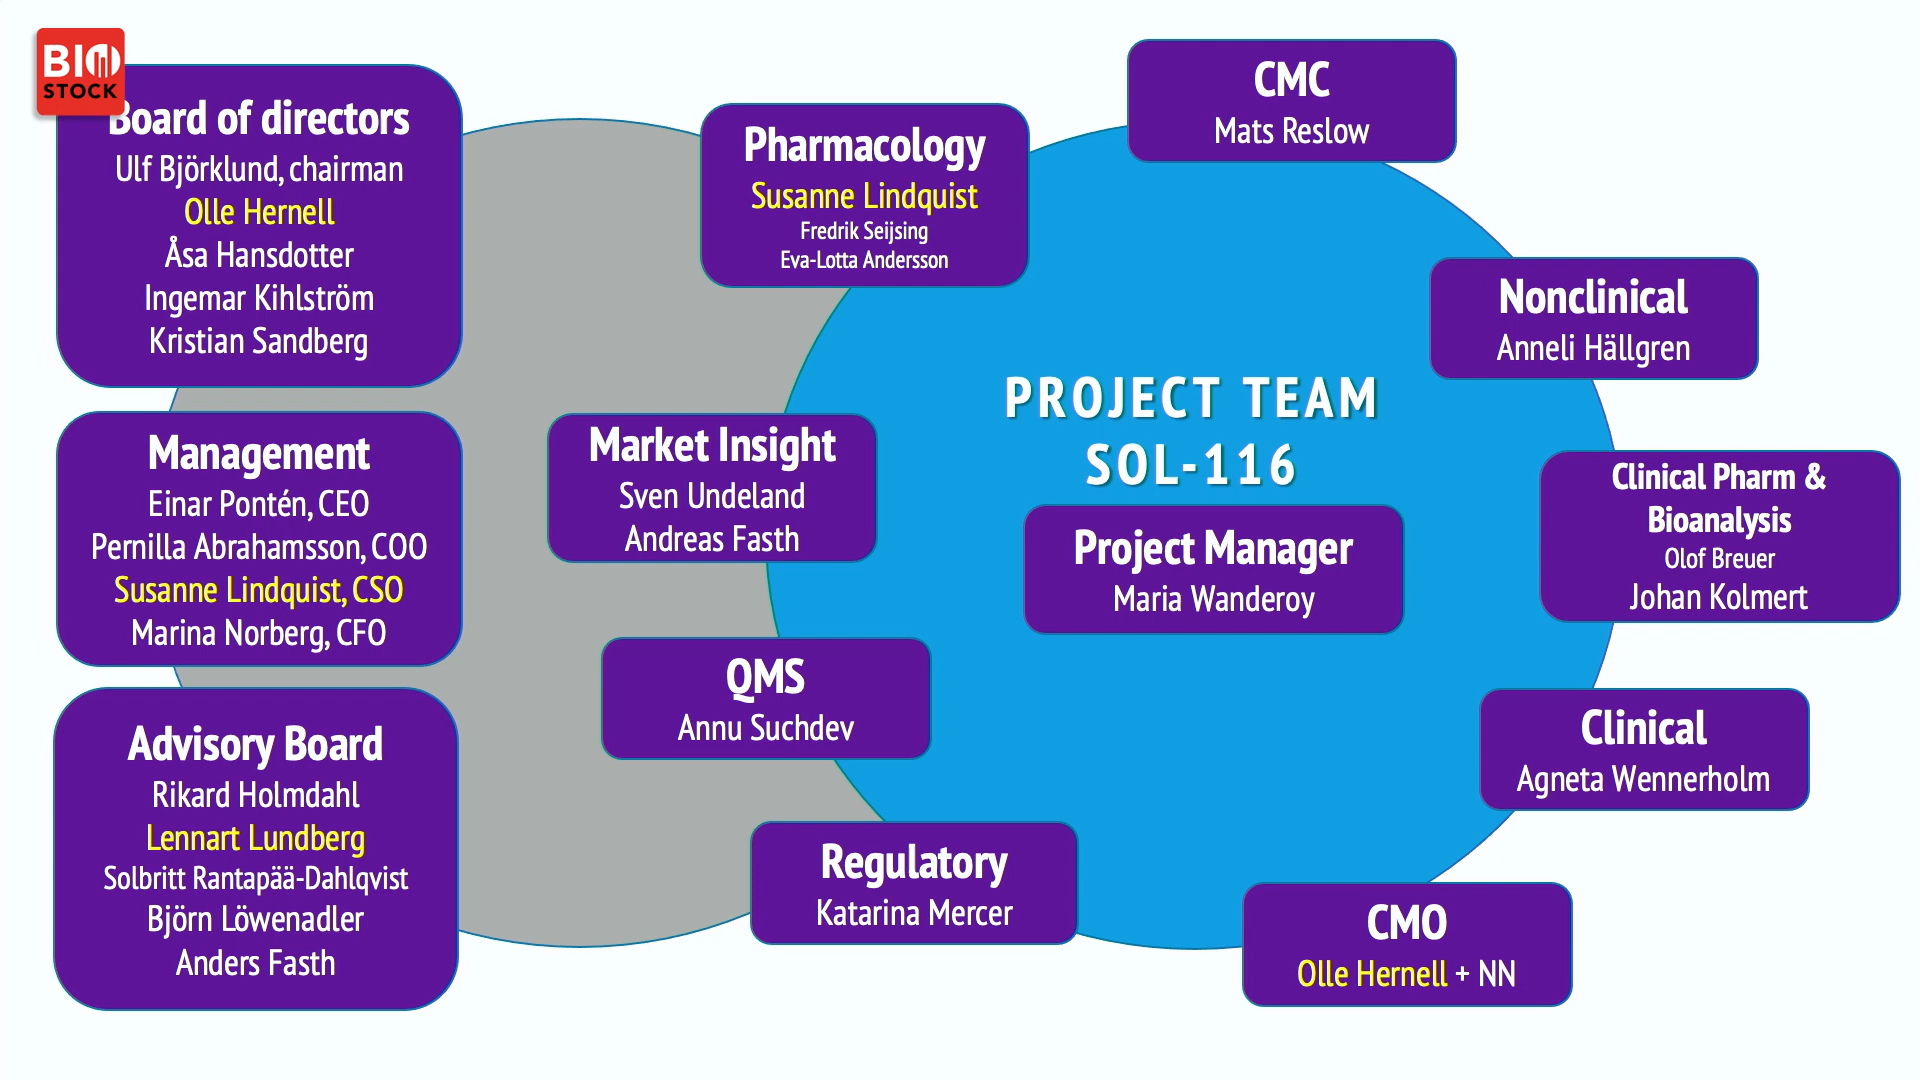 BIO
STOCK
Board of directors
Ulf Björklund, chairman
Olle Hernell
Åsa Hansdotter
Ingemar Kihlström
Kristian Sandberg
Management
Einar Pontén, CEO
Pernilla Abrahamsson, COO
Susanne Lindquist, CSO
Marina Norberg, CFO
Advisory Board
Rikard Holmdahl
Lennart Lundberg
Solbritt Rantapää-Dahlqvist
Björn Löwenadler
Anders Fasth
Pharmacology
Susanne Lindquist
Fredrik Seijsing
Eva-Lotta Andersson
Market Insight
Sven Undeland
Andreas Fasth
QMS
Annu Suchdev
Regulatory
Katarina Mercer
PROJECT TEAM
SOL-116
Project Manager
Maria Wanderoy
CMC
Mats Reslow
Nonclinical
Anneli Hällgren
Clinical Pharm &
Bioanalysis
Olof Breuer
Johan Kolmert
Clinical
Agneta Wennerholm
CMO
Olle Hernell + NN